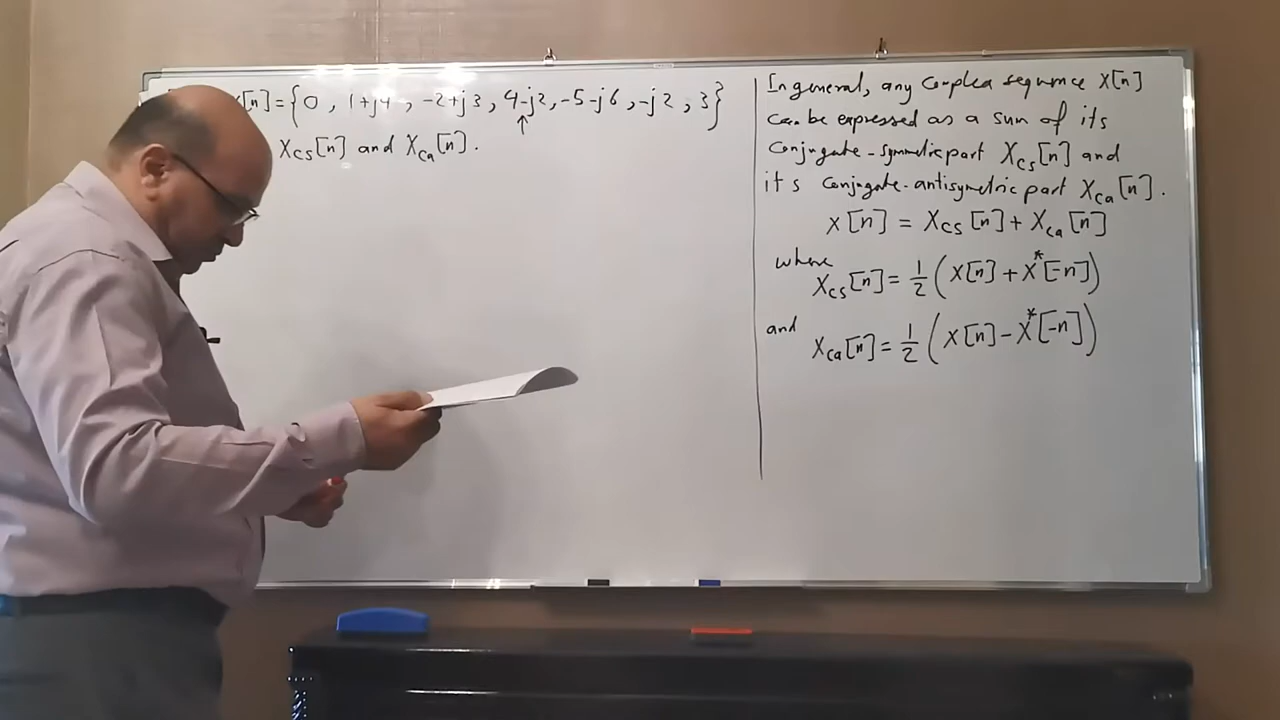 [n] = {0 , 1+j4 , -2+j3 , 4-j2, -5-j6 , -j2 , 3}
↑
Xcs[n] and Xca[n].
In general, any Complex sequence X[n]
can be expressed as a sum of its
conjugate-symmetric part Xcs[n] and
it's conjugate-antisymetric part Xca[n].
x[n] = Xcs[n] + Xca[n]
where
Xcs[n] = 1/2 (X[n] + X*[-n])
and
Xca[n] = 1/2 (X[n] - X*[-n])